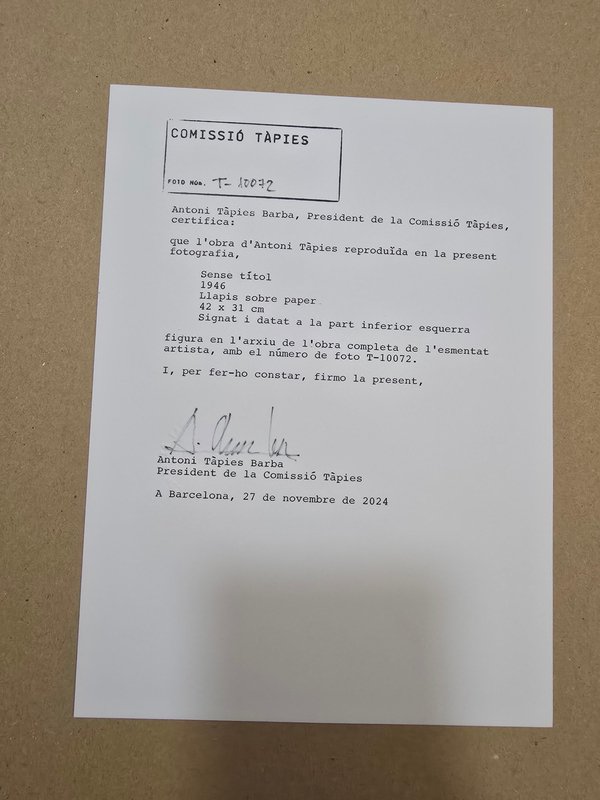 COMISSIÓ TÀPIES
FOTO Núm. T-10072
Antoni Tàpies Barba, President de la Comissió Tàpies,
certifica:
que l'obra d'Antoni Tàpies reproduïda en la present
fotografia,
Sense títol
1946
Llapis sobre paper
42 x 31 cm
Signat i datat a la part inferior esquerra
figura en l'arxiu de l'obra completa de l'esmentat
artista, amb el número de foto T-10072.
I, per fer-ho constar, firmo la present,
Antoni Tàpies Barba
President de la Comissió Tàpies
A Barcelona, 27 de novembre de 2024